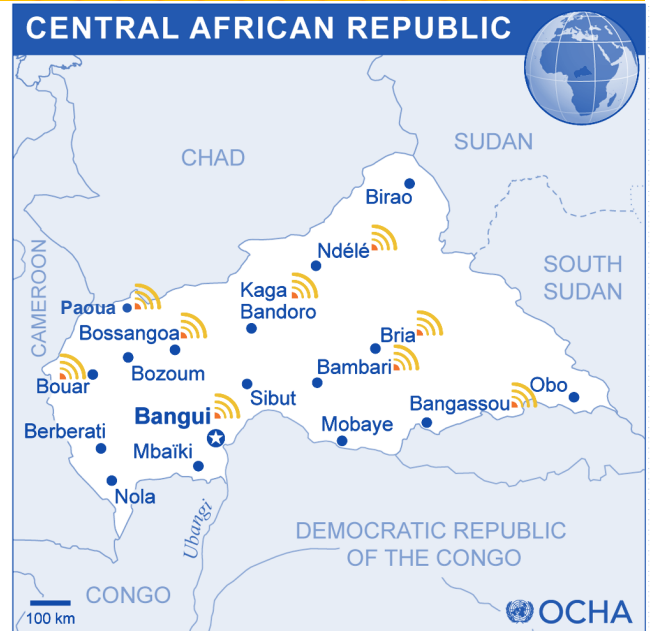 CENTRAL AFRICAN REPUBLIC
CHAD
SUDAN
Birao
Ndélé
SOUTH
SUDAN
CAMEROON
Kaga
Bandoro
Paoua
Bossangoa
Bria
Bozoum
Bambari
Bouar
Sibut
Obo
Bangassou
Bangui
Mobaye
Berberati
Mbaïki
Nola
Ubangi
DEMOCRATIC REPUBLIC
OF THE CONGO
CONGO
100 km
OCHA